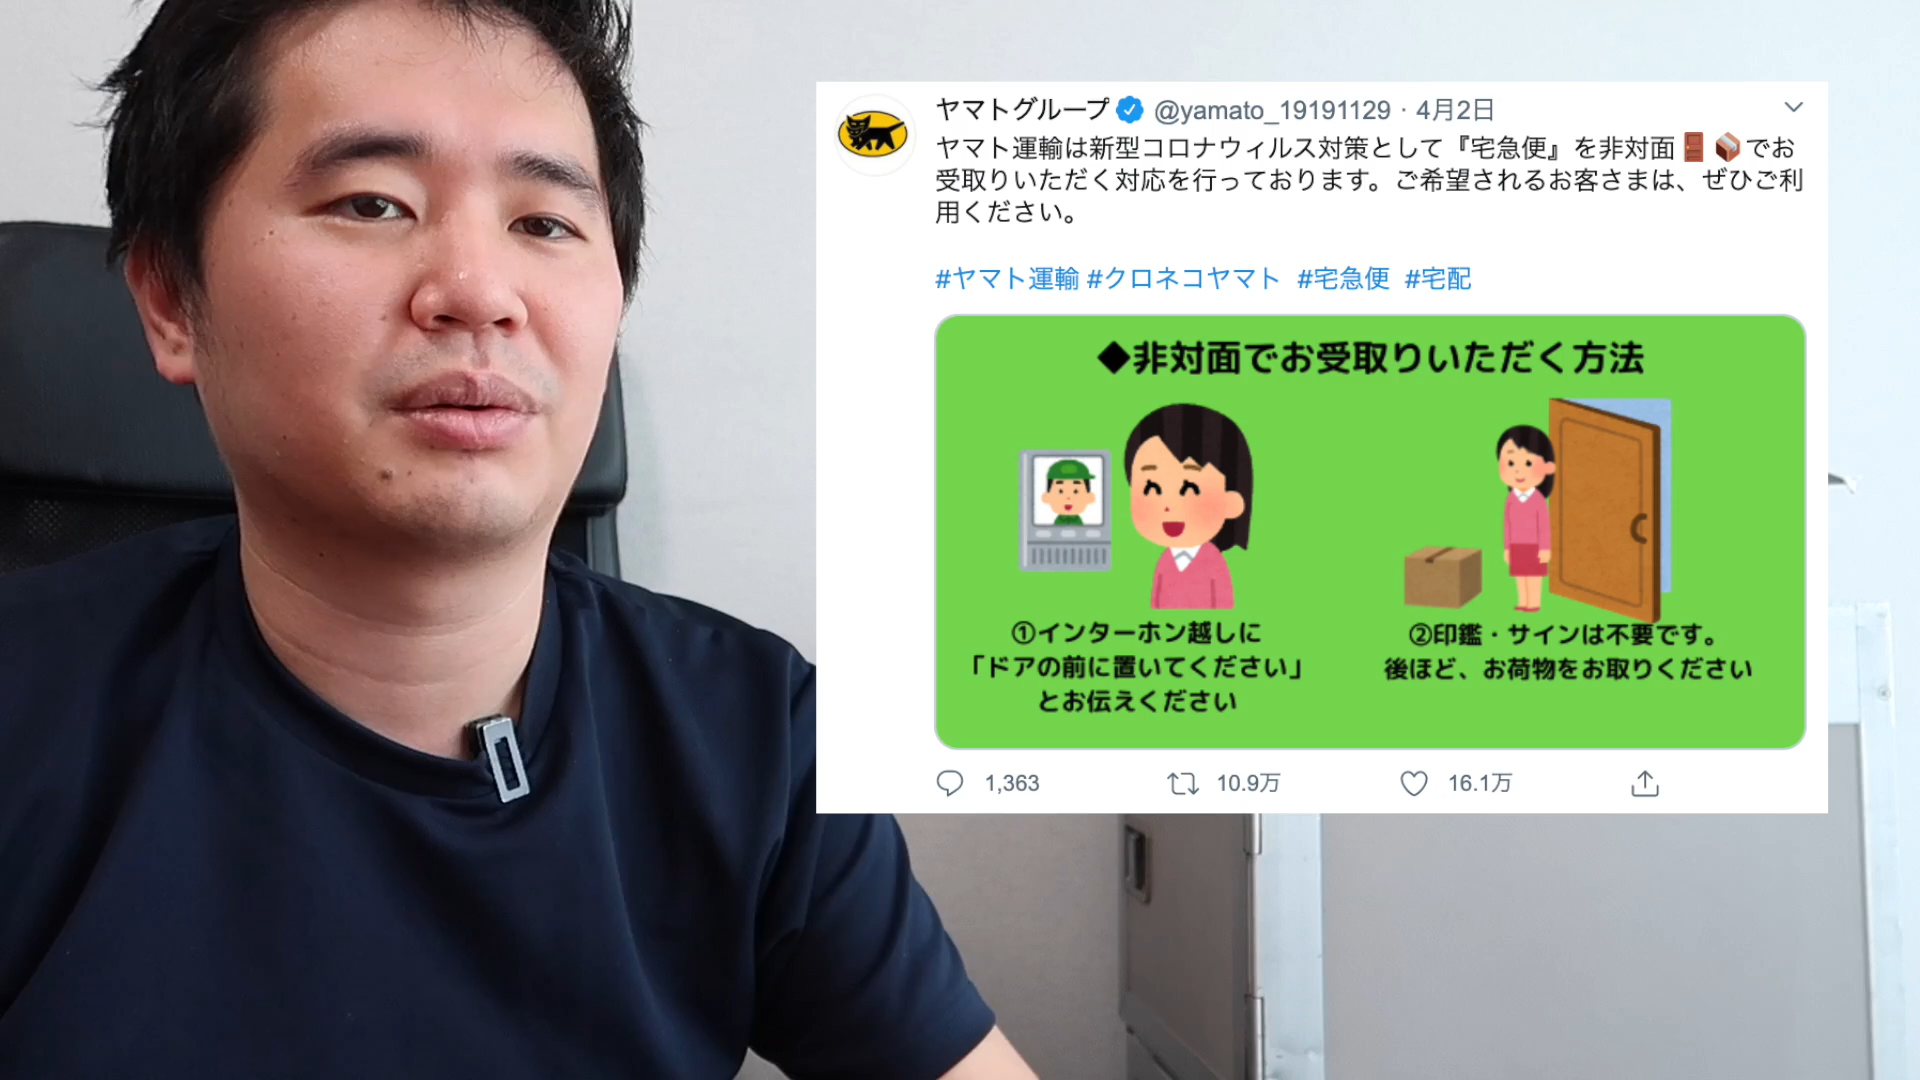 ヤマトグループ @yamato_19191129 · 4月2日
ヤマト運輸は新型コロナウィルス対策として『宅急便』を非対面🚪📦でお
受取りいただく対応を行っております。ご希望されるお客さまは、ぜひご利
用ください。
#ヤマト運輸 #クロネコヤマト #宅急便 #宅配
◆非対面でお受取りいただく方法
①インターホン越しに
「ドアの前に置いてください」
とお伝えください
②印鑑・サインは不要です。
後ほど、お荷物をお取りください
1,363 10.9万 16.1万